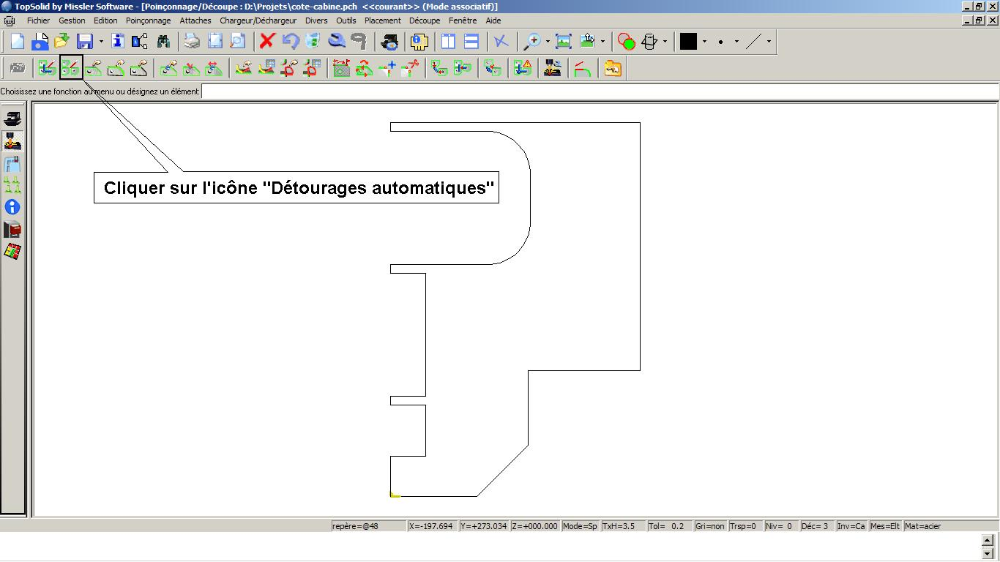 TopSolid by Missler Software - [Poinçonnage/Découpe : D:\Projets\cote-cabine.pch <<courant>> (Mode associatif)]
Fichier Gestion Edition Poinçonnage Attaches Chargeur/Déchargeur Divers Outils Placement Découpe Fenêtre Aide
Choisissez une fonction au menu ou désignez un élément:
Cliquer sur l'icône "Détourages automatiques"
repère=@48 X=-197.694 Y=+273.034 Z=+000.000 Mode=Sp TxH=3.5 Tol= 0.2 Gri=non Trsp=0 Niv= 0 Déc= 3 Inv=Ca Mes=Elt Mat=acier